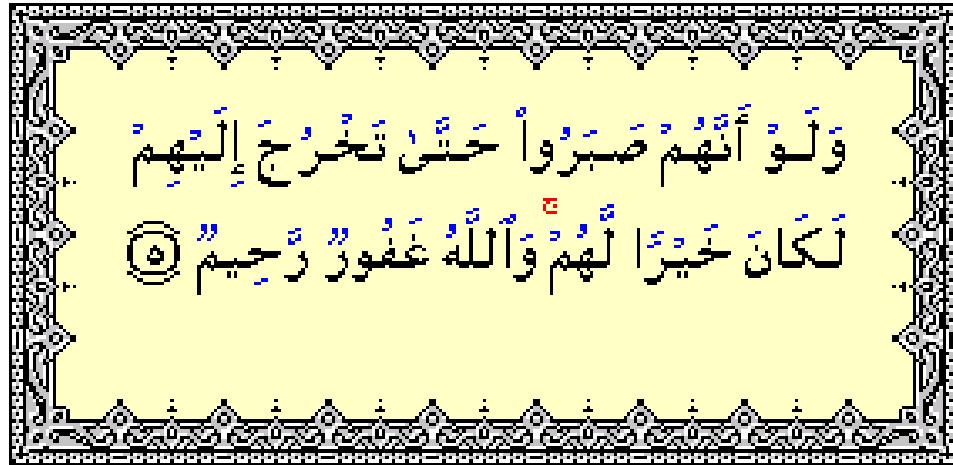 وَلَوْ أَنَّهُمْ صَبَرُوا۟ حَتَّىٰ تَخْرُجَ إِلَيْهِمْ
لَكَانَ خَيْرًا لَّهُمْ ۚ وَٱللَّهُ غَفُورٌ رَّحِيمٌ ۝٥